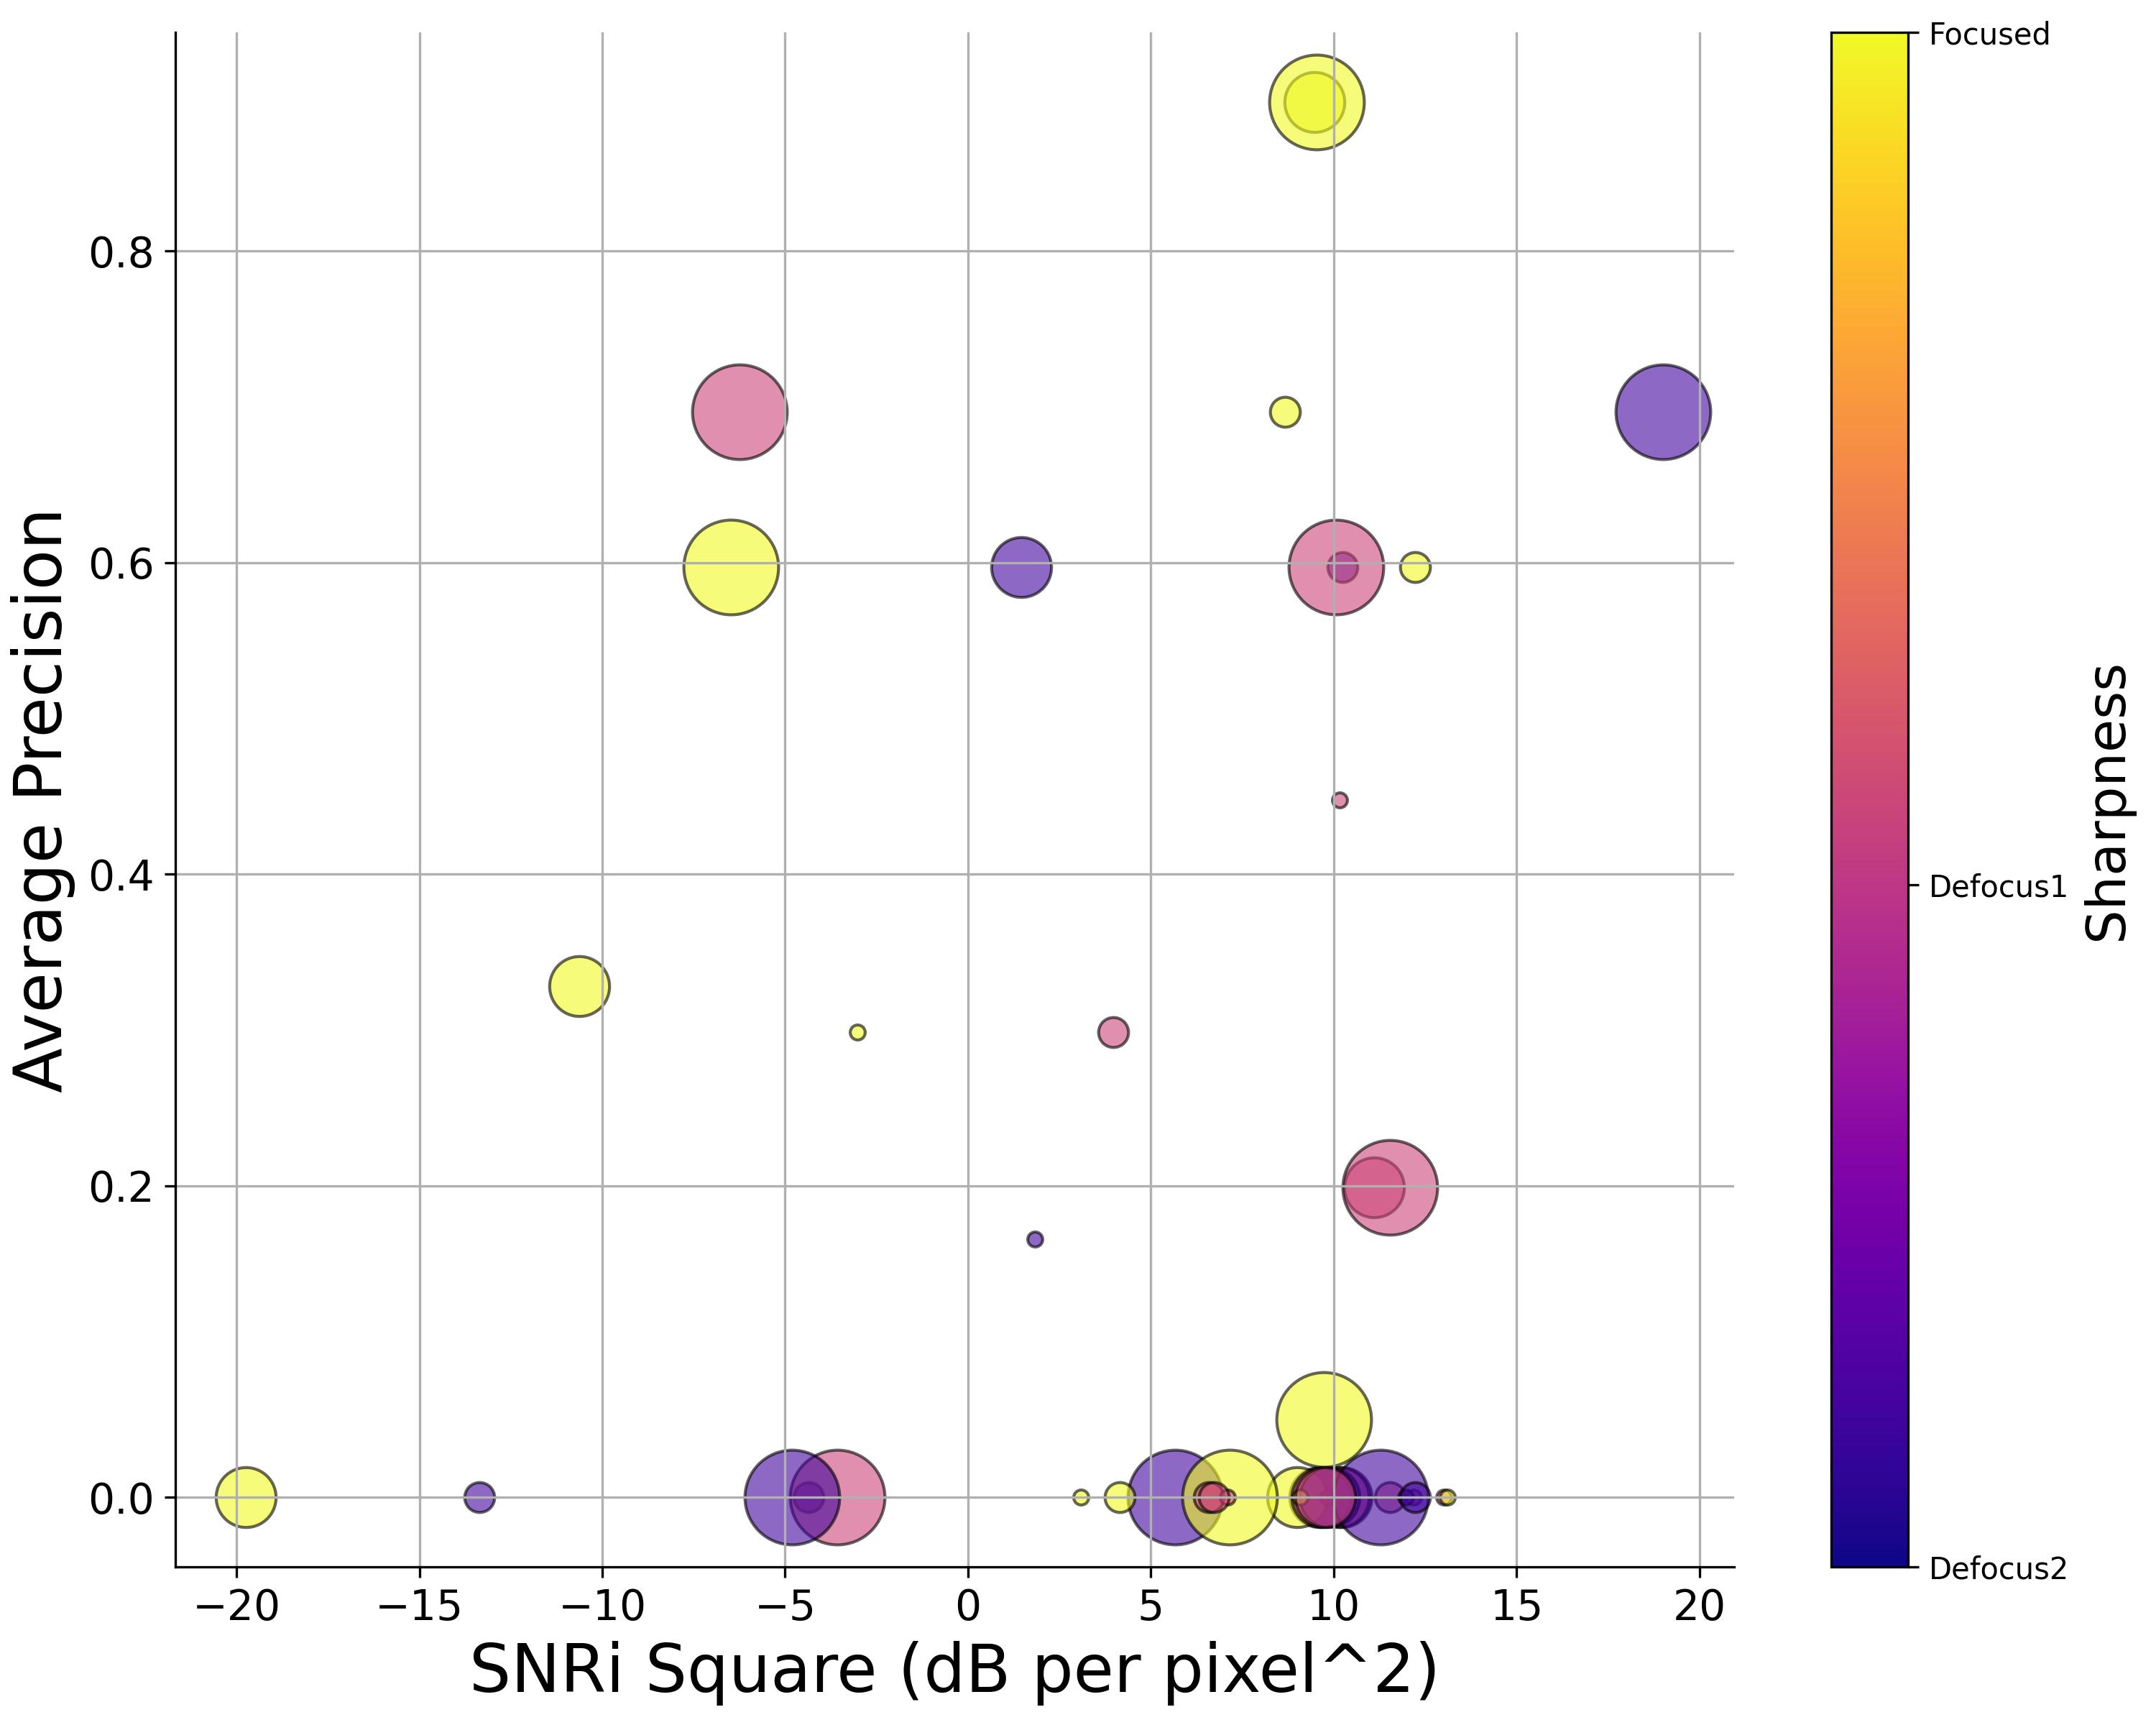 Average Precision
0.8
0.6
0.4
0.2
0.0
−20 −15 −10 −5 0 5 10 15 20
SNRi Square (dB per pixel^2)
Focused
Defocus1
Defocus2
Sharpness